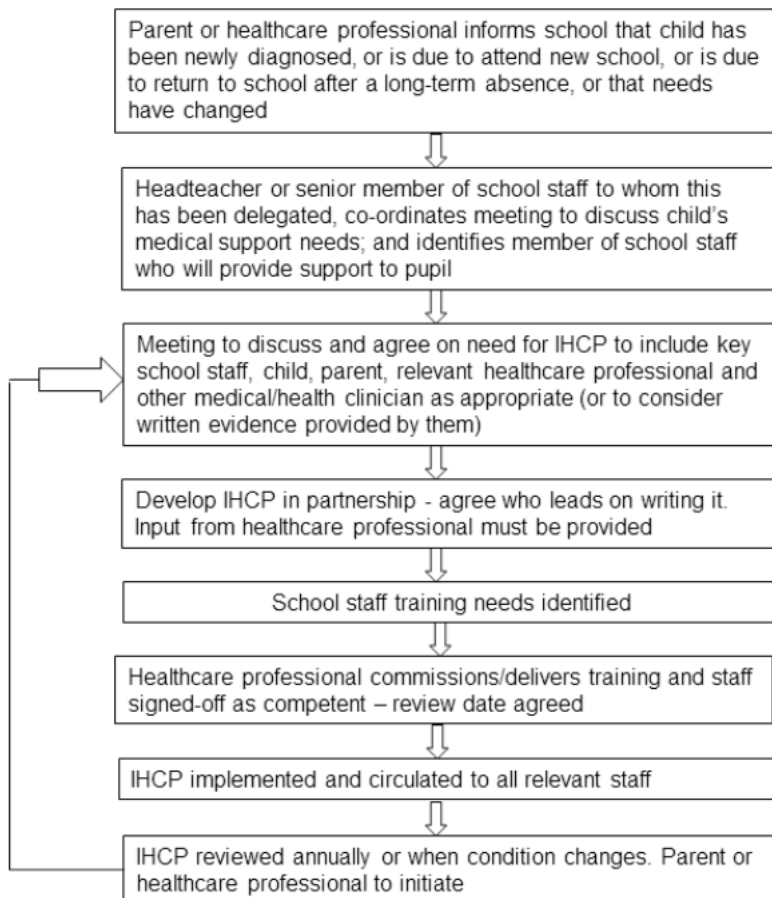 Parent or healthcare professional informs school that child has
been newly diagnosed, or is due to attend new school, or is due
to return to school after a long-term absence, or that needs
have changed
Headteacher or senior member of school staff to whom this
has been delegated, co-ordinates meeting to discuss child's
medical support needs; and identifies member of school staff
who will provide support to pupil
Meeting to discuss and agree on need for IHCP to include key
school staff, child, parent, relevant healthcare professional and
other medical/health clinician as appropriate (or to consider
written evidence provided by them)
Develop IHCP in partnership - agree who leads on writing it.
Input from healthcare professional must be provided
School staff training needs identified
Healthcare professional commissions/delivers training and staff
signed-off as competent – review date agreed
IHCP implemented and circulated to all relevant staff
IHCP reviewed annually or when condition changes. Parent or
healthcare professional to initiate